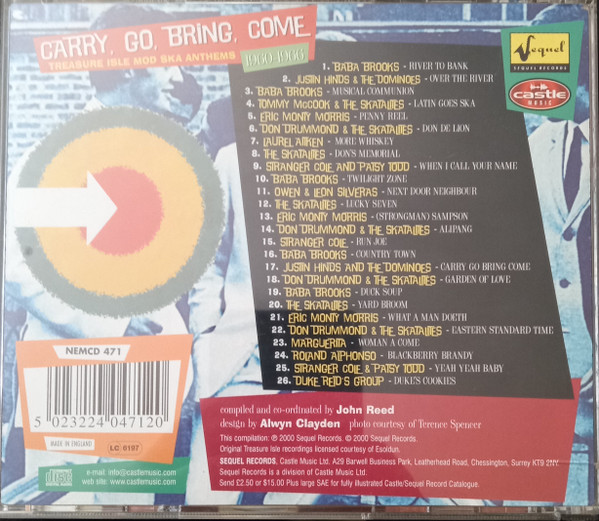 CARRY, GO, BRING, COME
TREASURE ISLE MOD SKA ANTHEMS 1960-1966
Sequel
SEQUEL RECORDS
castle
MUSIC
1. BABA BROOKS - RIVER TO BANK
2. JUSTIN HINDS & THE DOMINOES - OVER THE RIVER
3. BABA BROOKS - MUSICAL COMMUNION
4. TOMMY McCOOK & THE SKATALITES - LATIN GOES SKA
5. ERIC MONTY MORRIS - PENNY REEL
6. DON DRUMMOND & THE SKATALITES - DON DE LION
7. LAUREL AITKEN - MORE WHISKEY
8. THE SKATALITES - DON'S MEMORIAL
9. STRANGER COLE AND PATSY TODD - WHEN I CALL YOUR NAME
10. BABA BROOKS - TWILIGHT ZONE
11. OWEN & LEON SILVERAS - NEXT DOOR NEIGHBOUR
12. THE SKATALITES - LUCKY SEVEN
13. ERIC MONTY MORRIS - (STRONGMAN) SAMPSON
14. DON DRUMMOND & THE SKATALITES - ALIPANG
15. STRANGER COLE - RUN JOE
16. BABA BROOKS - COUNTRY TOWN
17. JUSTIN HINDS AND THE DOMINOES - CARRY GO BRING COME
18. DON DRUMMOND & THE SKATALITES - GARDEN OF LOVE
19. BABA BROOKS - DUCK SOUP
20. THE SKATALITES - YARD BROOM
21. ERIC MONTY MORRIS - WHAT A MAN DOETH
22. DON DRUMMOND & THE SKATALITES - EASTERN STANDARD TIME
23. MARGUERITA - WOMAN A COME
24. ROLAND ALPHONSO - BLACKBERRY BRANDY
25. STRANGER COLE & PATSY TODD - YEAH YEAH BABY
26. DUKE REID'S GROUP - DUKE'S COOKIES
NEMCD 471
5 023224 047120
MADE IN ENGLAND
LC 6197
COMPACT disc DIGITAL AUDIO
e-mail: info@castlemusic.com
web site: www.castlemusic.com
compiled and co-ordinated by John Reed
design by Alwyn Clayden photo courtesy of Terence Spencer
This compilation: ℗ 2000 Sequel Records. © 2000 Sequel Records.
Original Treasure Isle recordings licensed courtesy of Esoldun.
SEQUEL RECORDS, Castle Music Ltd. A29 Barwell Business Park, Leatherhead Road, Chessington, Surrey KT9 2NY.
Sequel Records is a division of Castle Music Ltd.
Send £2.50 or $15.00 Plus large SAE for fully illustrated Castle/Sequel Record Catalogue.